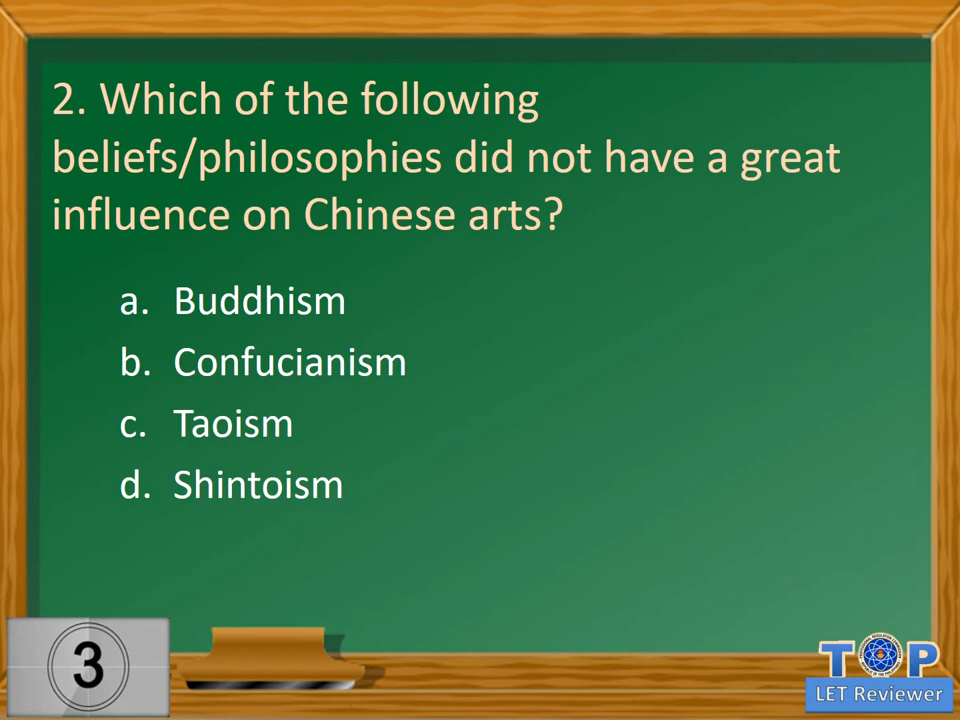 2. Which of the following
beliefs/philosophies did not have a great
influence on Chinese arts?
a. Buddhism
b. Confucianism
c. Taoism
d. Shintoism
3
TOP
LET Reviewer